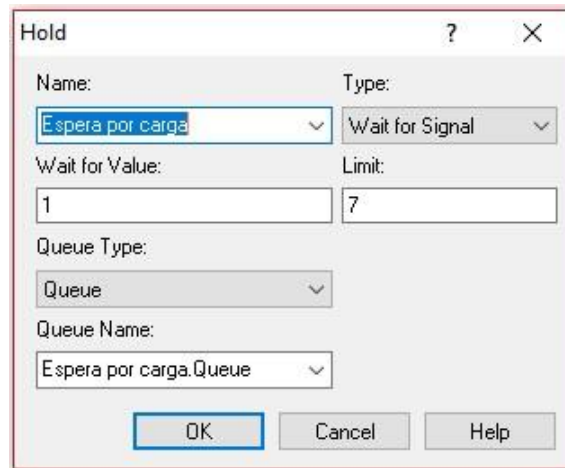 Hold ? ×
Name: Type:
Espera por carga Wait for Signal
Wait for Value: Limit:
1 7
Queue Type:
Queue
Queue Name:
Espera por carga.Queue
OK Cancel Help